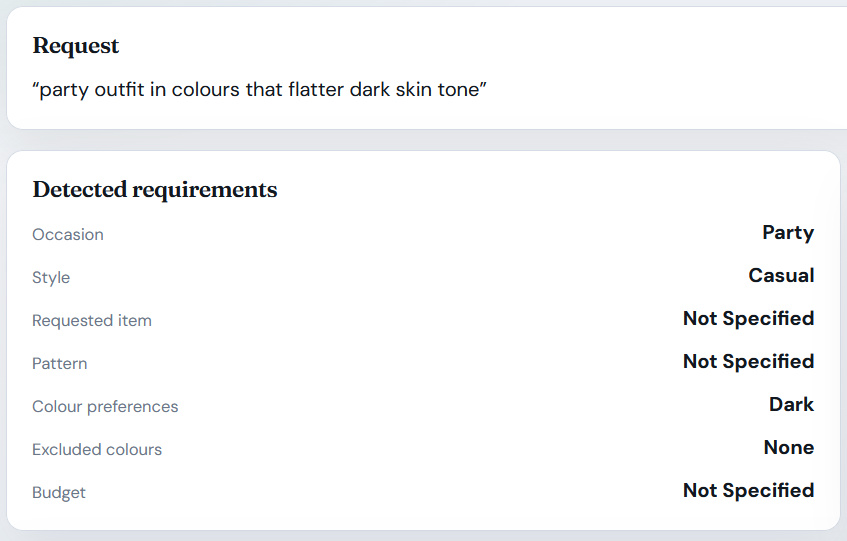 Request
“party outfit in colours that flatter dark skin tone”
Detected requirements
Occasion Party
Style Casual
Requested item Not Specified
Pattern Not Specified
Colour preferences Dark
Excluded colours None
Budget Not Specified